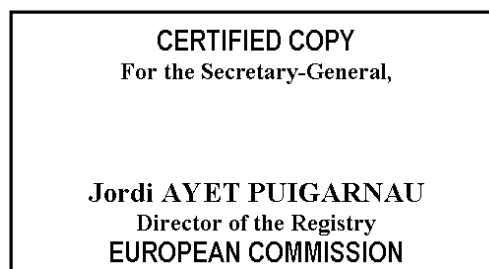 CERTIFIED COPY
For the Secretary-General,
Jordi AYET PUIGARNAU
Director of the Registry
EUROPEAN COMMISSION